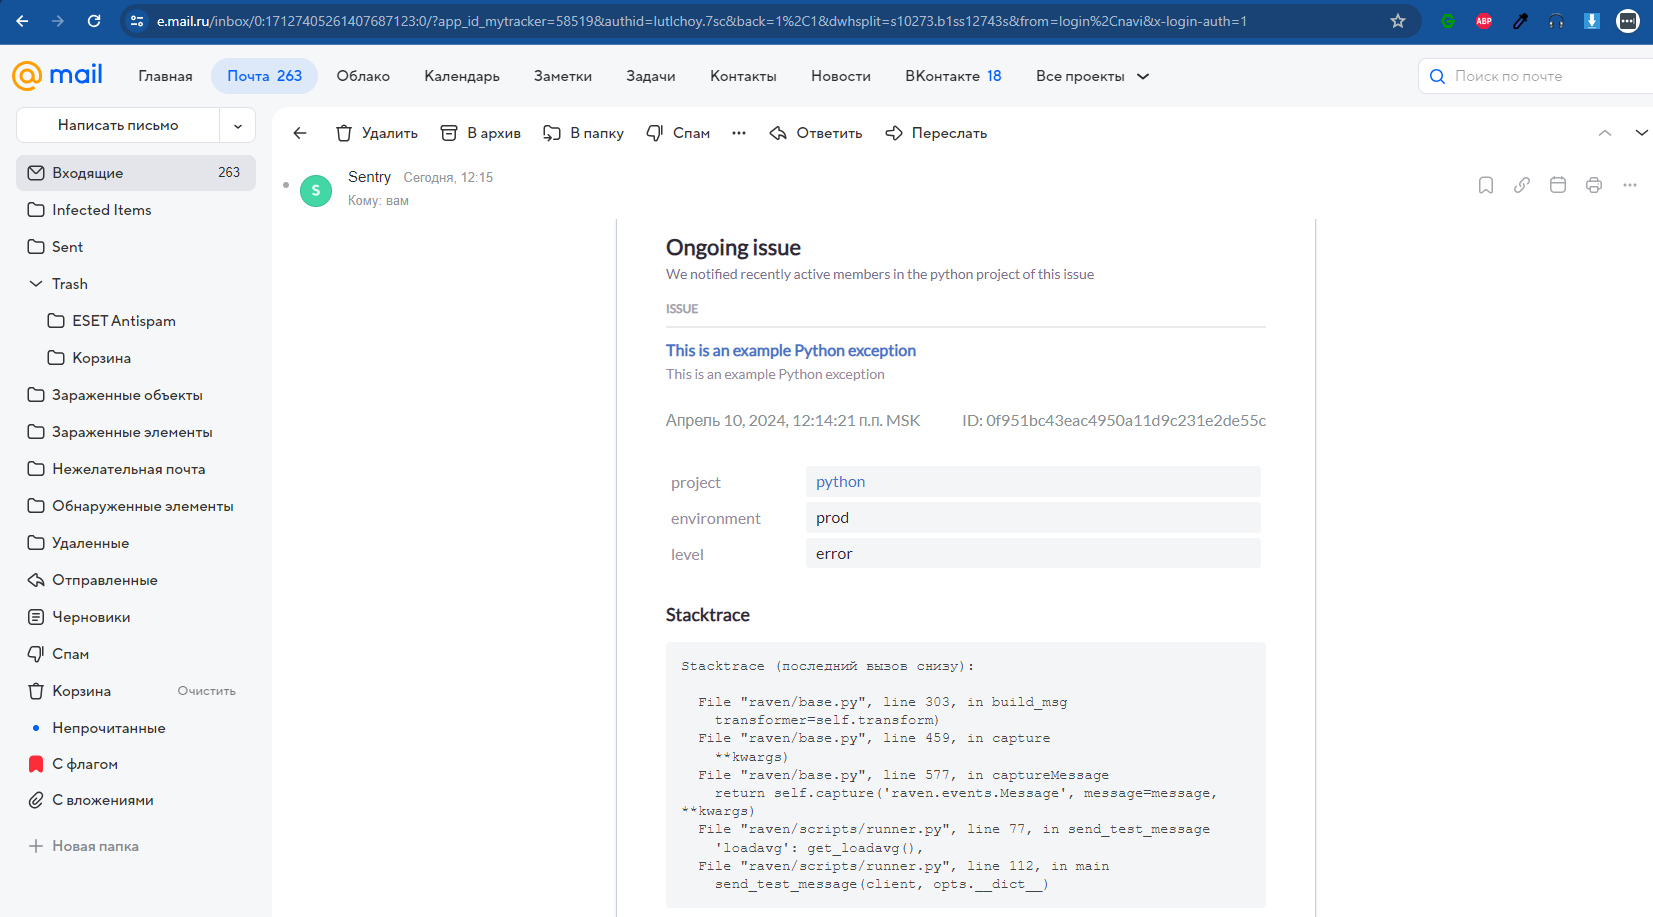 e.mail.ru/inbox/0:17127405261407687123:0/?app_id_mytracker=58519&authid=lutlchoy.7sc&back=1%2C1&dwhsplit=s10273.b1ss12743s&from=login%2Cnavi&x-login-auth=1
ABP
@mail
Главная
Почта 263
Облако
Календарь
Заметки
Задачи
Контакты
Новости
ВКонтакте 18
Все проекты
Поиск по почте
Написать письмо
Входящие 263
Infected Items
Sent
Trash
ESET Antispam
Корзина
Зараженные объекты
Зараженные элементы
Нежелательная почта
Обнаруженные элементы
Удаленные
Отправленные
Черновики
Спам
Корзина Очистить
Непрочитанные
С флагом
С вложениями
Новая папка
Удалить
В архив
В папку
Спам
Ответить
Переслать
S
Sentry Сегодня, 12:15
Кому: вам
Ongoing issue
We notified recently active members in the python project of this issue
ISSUE
This is an example Python exception
This is an example Python exception
Апрель 10, 2024, 12:14:21 п.п. MSK ID: 0f951bc43eac4950a11d9c231e2de55c
project python
environment prod
level error
Stacktrace
Stacktrace (последний вызов снизу):
File "raven/base.py", line 303, in build_msg
transformer=self.transform)
File "raven/base.py", line 459, in capture
**kwargs)
File "raven/base.py", line 577, in captureMessage
return self.capture('raven.events.Message', message=message,
**kwargs)
File "raven/scripts/runner.py", line 77, in send_test_message
'loadavg': get_loadavg(),
File "raven/scripts/runner.py", line 112, in main
send_test_message(client, opts.__dict__)